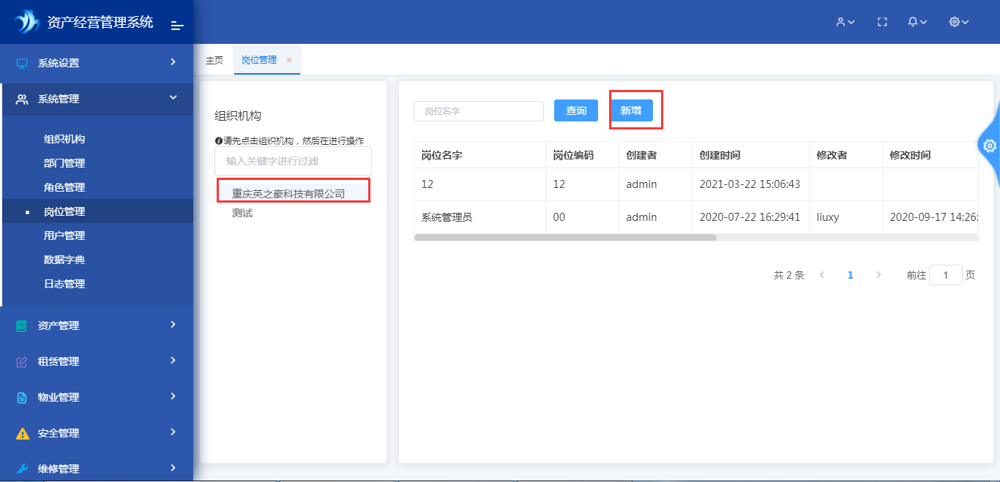 资产经营管理系统
系统设置
系统管理
组织机构
部门管理
角色管理
岗位管理
用户管理
数据字典
日志管理
资产管理
租赁管理
物业管理
安全管理
维修管理
主页
岗位管理
组织机构
请先点击组织机构，然后在进行操作
输入关键字进行过滤
重庆英之豪科技有限公司
测试
岗位名字 查询 新增
岗位名字 岗位编码 创建者 创建时间 修改者 修改时间
12 12 admin 2021-03-22 15:06:43
系统管理员 00 admin 2020-07-22 16:29:41 liuxy 2020-09-17 14:26:
共 2 条 1 前往 1 页